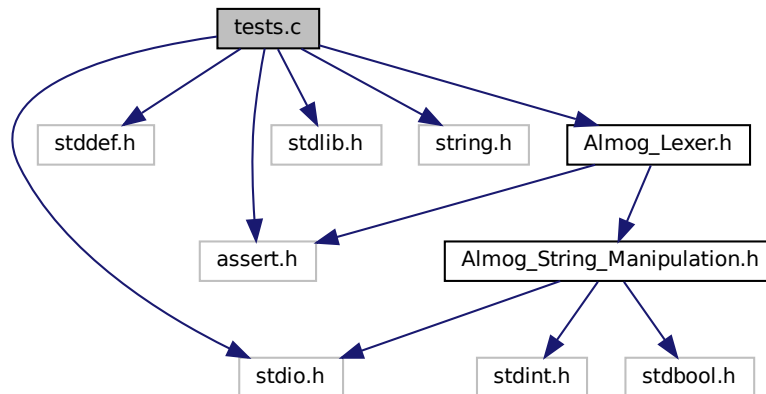 tests.c
stddef.h
stdlib.h
string.h
Almog_Lexer.h
assert.h
Almog_String_Manipulation.h
stdio.h
stdint.h
stdbool.h